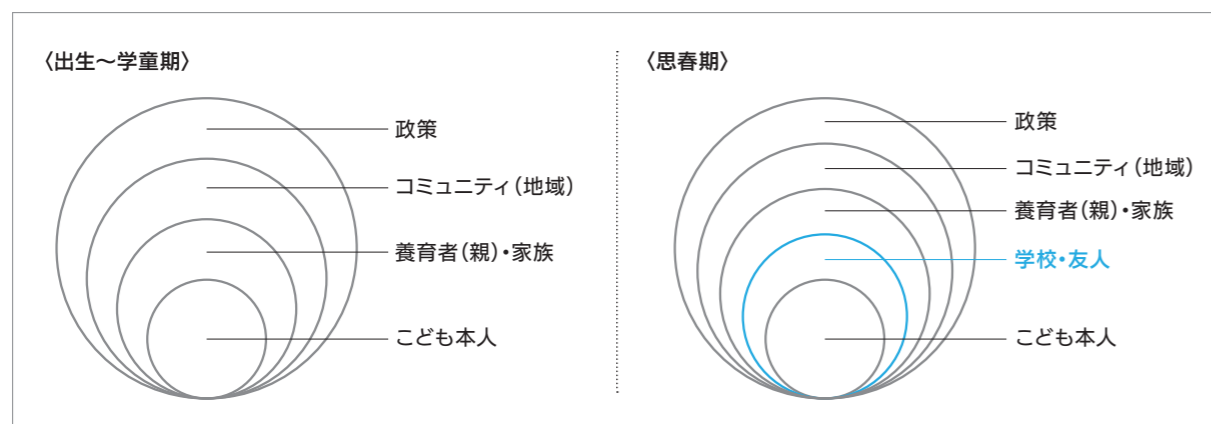 〈出生～学童期〉
政策
コミュニティ（地域）
養育者（親）・家族
こども本人
〈思春期〉
政策
コミュニティ（地域）
養育者（親）・家族
学校・友人
こども本人